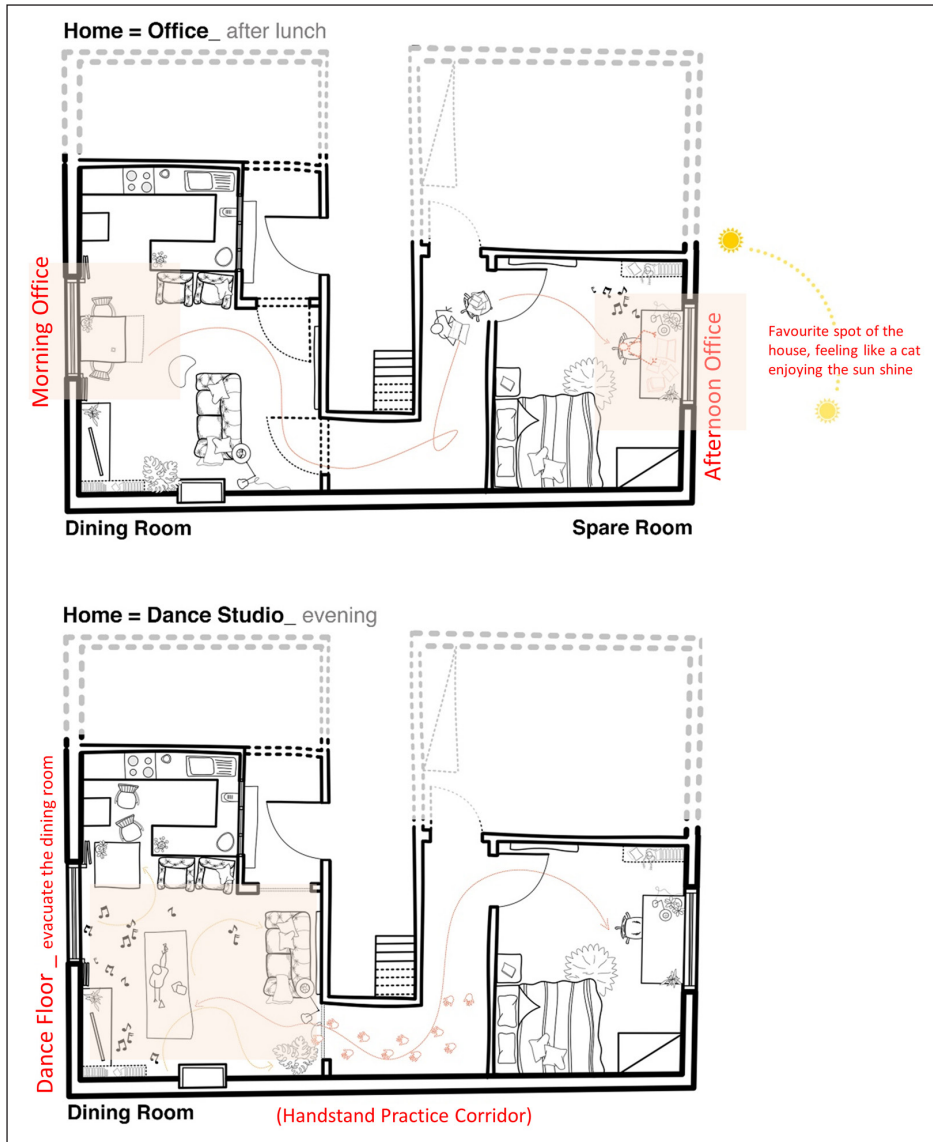 Home = Office_ after lunch
Morning Office
Afternoon Office
Favourite spot of the
house, feeling like a cat
enjoying the sun shine
Dining Room
Spare Room
Home = Dance Studio_ evening
Dance Floor _ evacuate the dining room
Dining Room
(Handstand Practice Corridor)